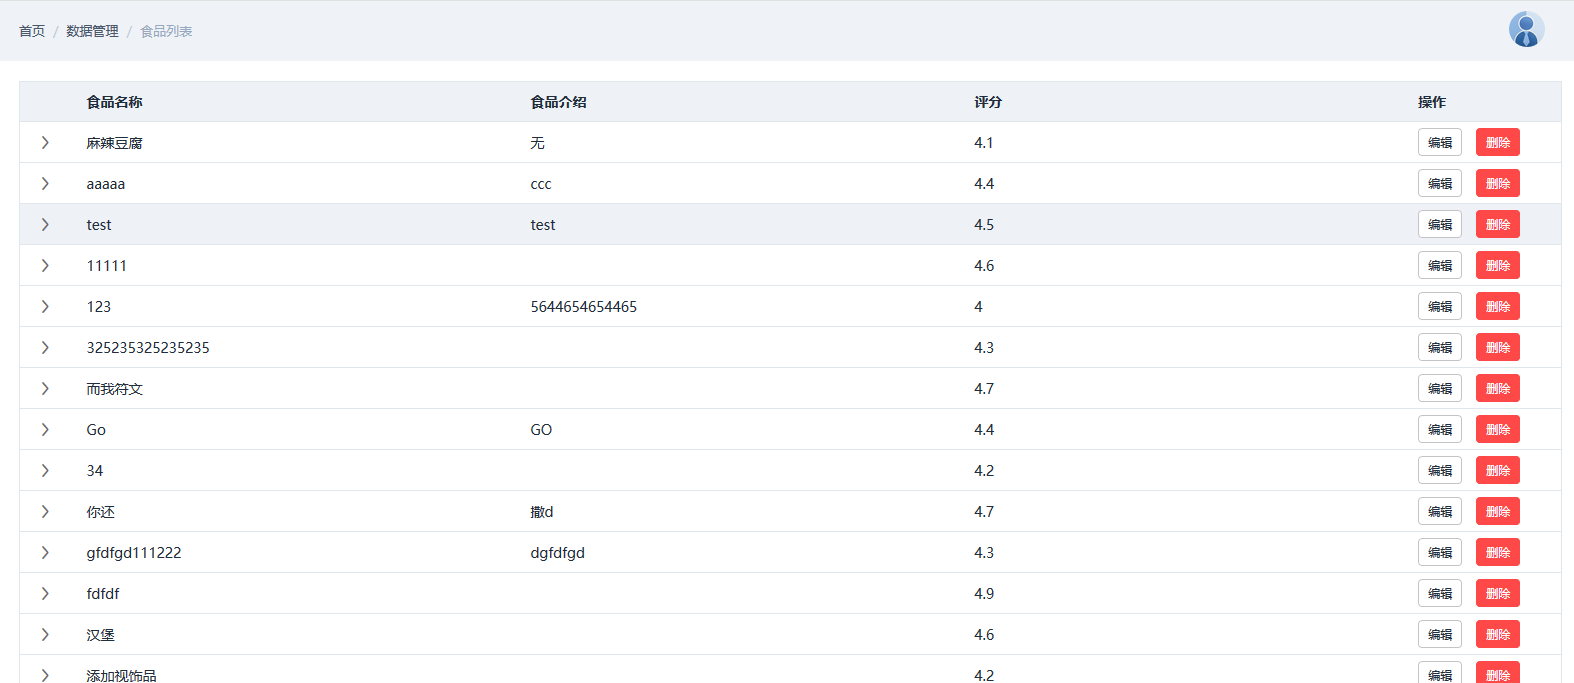 首页 / 数据管理 / 食品列表
食品名称 食品介绍 评分 操作
麻辣豆腐 无 4.1 编辑 删除
aaaaa ccc 4.4 编辑 删除
test test 4.5 编辑 删除
11111 4.6 编辑 删除
123 5644654654465 4 编辑 删除
325235325235235 4.3 编辑 删除
而我符文 4.7 编辑 删除
Go GO 4.4 编辑 删除
34 4.2 编辑 删除
你还 撒d 4.7 编辑 删除
gfdfgd111222 dgfdfgd 4.3 编辑 删除
fdfdf 4.9 编辑 删除
汉堡 4.6 编辑 删除
添加视饰品 4.2 编辑 删除